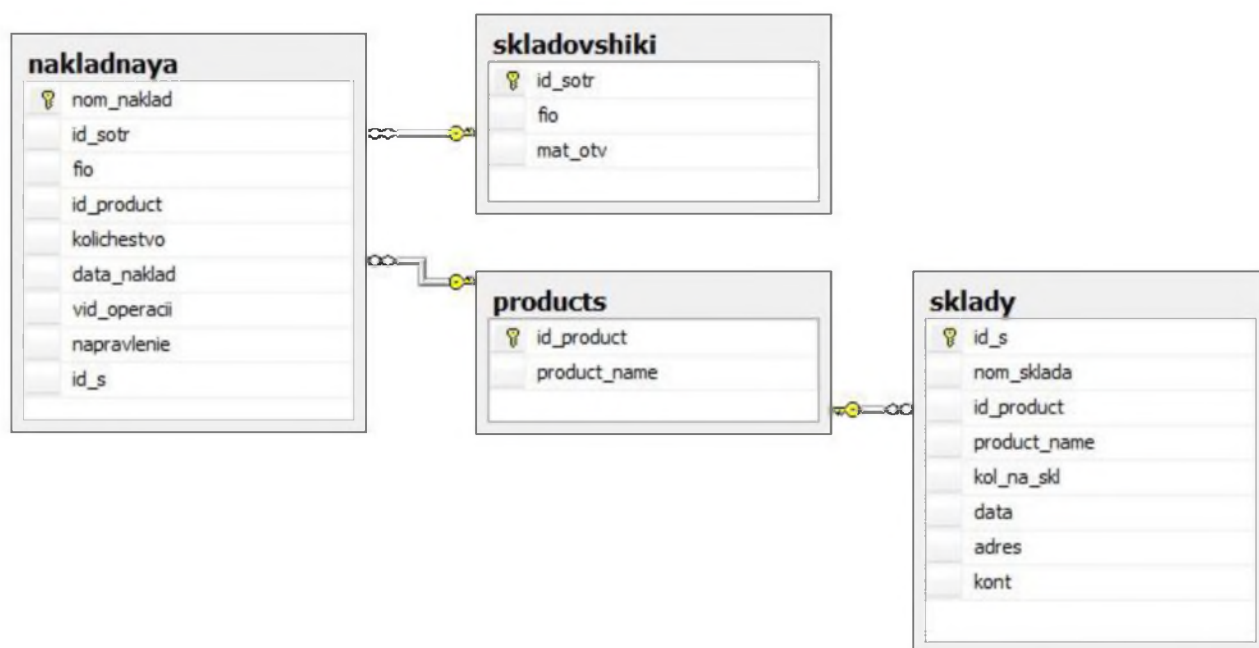 nakladnaya
nom_naklad
id_sotr
fio
id_product
kolichestvo
data_naklad
vid_operacii
napravlenie
id_s
skladovshiki
id_sotr
fio
mat_otv
products
id_product
product_name
sklady
id_s
nom_sklada
id_product
product_name
kol_na_skl
data
adres
kont